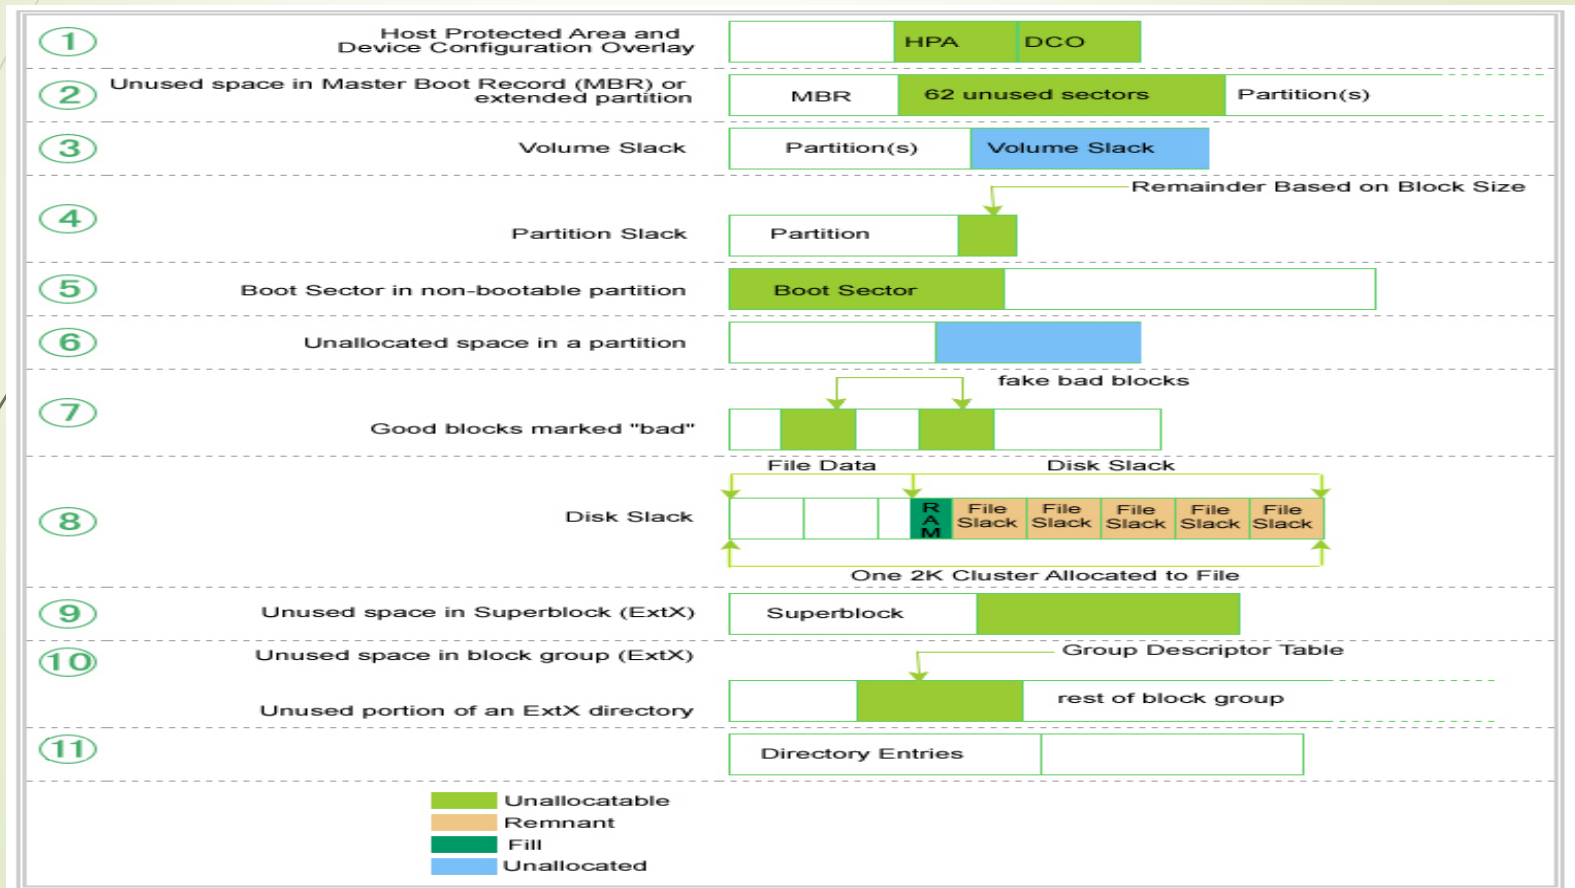 1
Host Protected Area and
Device Configuration Overlay
HPA
DCO
2
Unused space in Master Boot Record (MBR) or
extended partition
MBR
62 unused sectors
Partition(s)
3
Volume Slack
Partition(s)
Volume Slack
Remainder Based on Block Size
4
Partition Slack
Partition
5
Boot Sector in non-bootable partition
Boot Sector
6
Unallocated space in a partition
fake bad blocks
7
Good blocks marked "bad"
File Data
Disk Slack
8
Disk Slack
RAM
File
Slack
File
Slack
File
Slack
File
Slack
File
Slack
One 2K Cluster Allocated to File
9
Unused space in Superblock (ExtX)
Superblock
10
Unused space in block group (ExtX)
Group Descriptor Table
Unused portion of an ExtX directory
rest of block group
11
Directory Entries
Unallocatable
Remnant
Fill
Unallocated